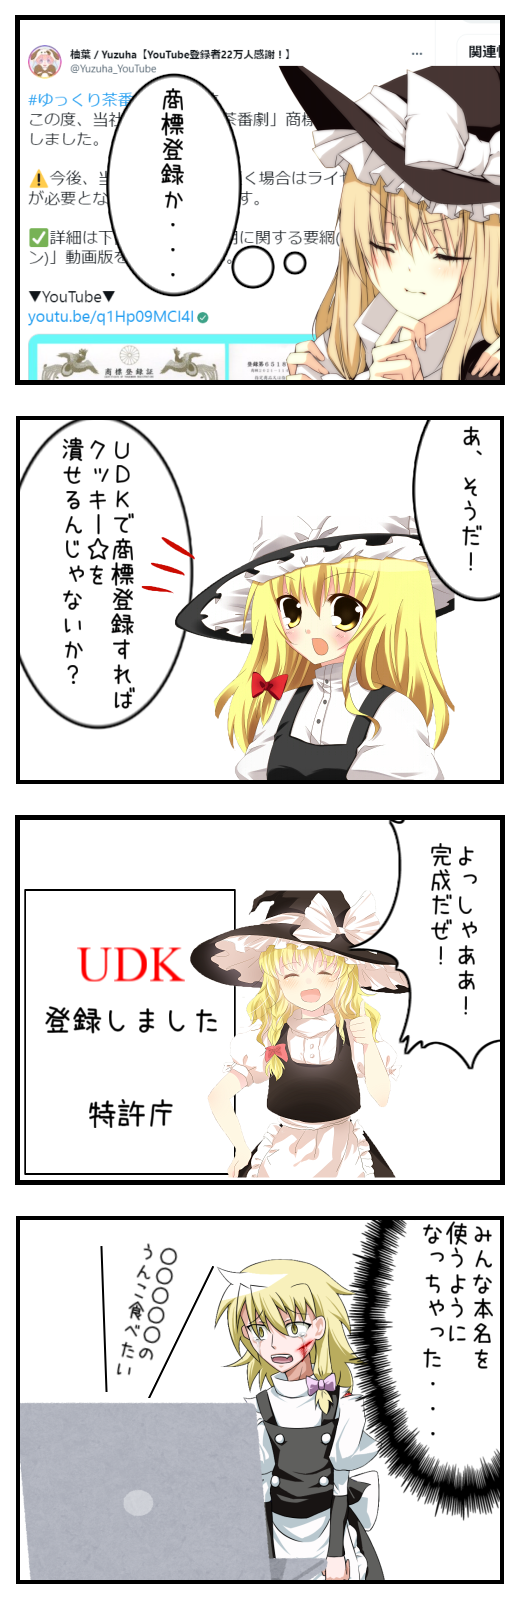 柚葉 / Yuzuha【YouTube登録者22万人感謝！】
@Yuzuha_YouTube
関連
#ゆっくり茶番
この度、当社 茶番劇」商標
しました。
⚠今後、当 く場合はライセ
が必要とな す。
✅詳細は下 用に関する要綱(
ン)」動画版を
▼YouTube▼
youtu.be/q1Hp09MCl4I
商標登録証
商標登録か・・・
あ、そうだ！
UDKで商標登録すれば
クッキー☆を
潰せるんじゃないか？
よっしゃああ！
完成だぜ！
UDK
登録しました
特許庁
みんな本名を
使うように
なっちゃった・・・
〇〇〇〇〇の
うんこ食べたい